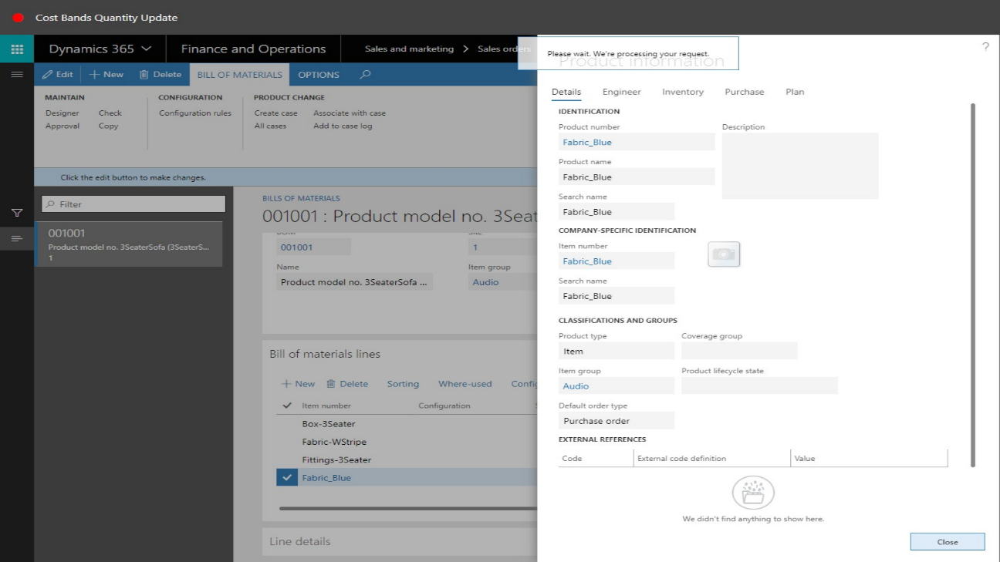 Cost Bands Quantity Update
Dynamics 365
Finance and Operations
Sales and marketing > Sales orders
Please wait. We're processing your request.
Product information
?
Edit
New
Delete
BILL OF MATERIALS
OPTIONS
MAINTAIN
Designer
Check
Approval
Copy
CONFIGURATION
Configuration rules
PRODUCT CHANGE
Create case
Associate with case
All cases
Add to case log
Click the edit button to make changes.
Filter
001001
Product model no. 3SeaterSofa (3SeaterS...
1
BILLS OF MATERIALS
001001 : Product model no. 3Seat
BOM
001001
1
Name
Item group
Product model no. 3SeaterSofa ...
Audio
Bill of materials lines
New
Delete
Sorting
Where-used
Config
Item number
Configuration
Box-3Seater
Fabric-WStripe
Fittings-3Seater
Fabric_Blue
Line details
Details
Engineer
Inventory
Purchase
Plan
IDENTIFICATION
Product number
Description
Fabric_Blue
Product name
Fabric_Blue
Search name
Fabric_Blue
COMPANY-SPECIFIC IDENTIFICATION
Item number
Fabric_Blue
Search name
Fabric_Blue
CLASSIFICATIONS AND GROUPS
Product type
Coverage group
Item
Item group
Product lifecycle state
Audio
Default order type
Purchase order
EXTERNAL REFERENCES
Code
External code definition
Value
We didn't find anything to show here.
Close